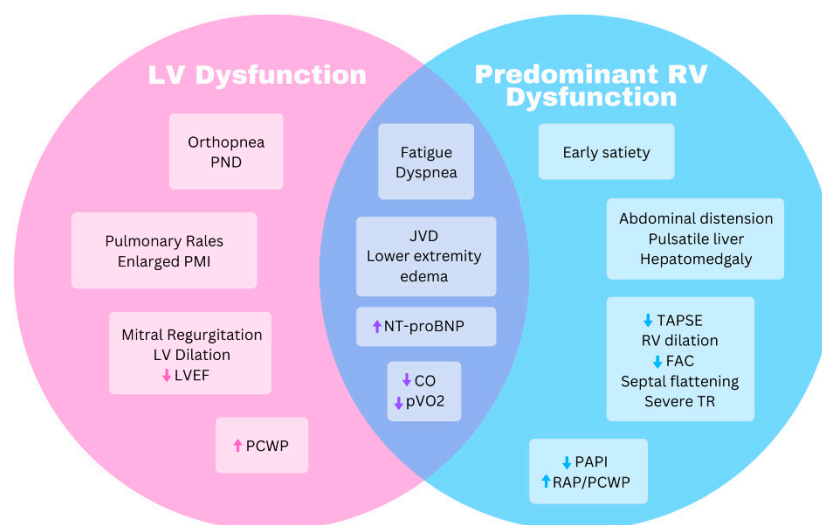 LV Dysfunction
Orthopnea
PND
Pulmonary Rales
Enlarged PMI
Mitral Regurgitation
LV Dilation
↓ LVEF
↑ PCWP
Fatigue
Dyspnea
JVD
Lower extremity
edema
↑ NT-proBNP
↓ CO
↓ pVO2
Predominant RV
Dysfunction
Early satiety
Abdominal distension
Pulsatile liver
Hepatomedgaly
↓ TAPSE
RV dilation
↓ FAC
Septal flattening
Severe TR
↓ PAPI
↑ RAP/PCWP